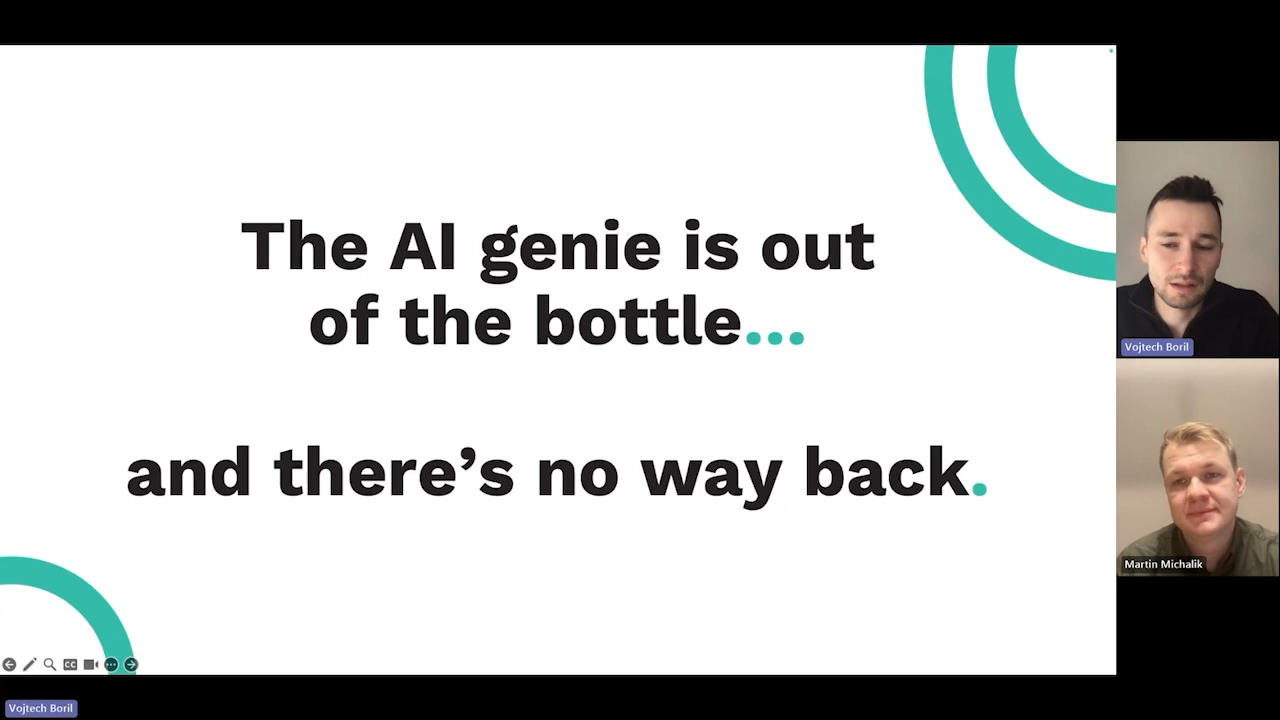 The AI genie is out
of the bottle...
and there's no way back.
Vojtech Boril
Martin Michalik
CC
Vojtech Boril